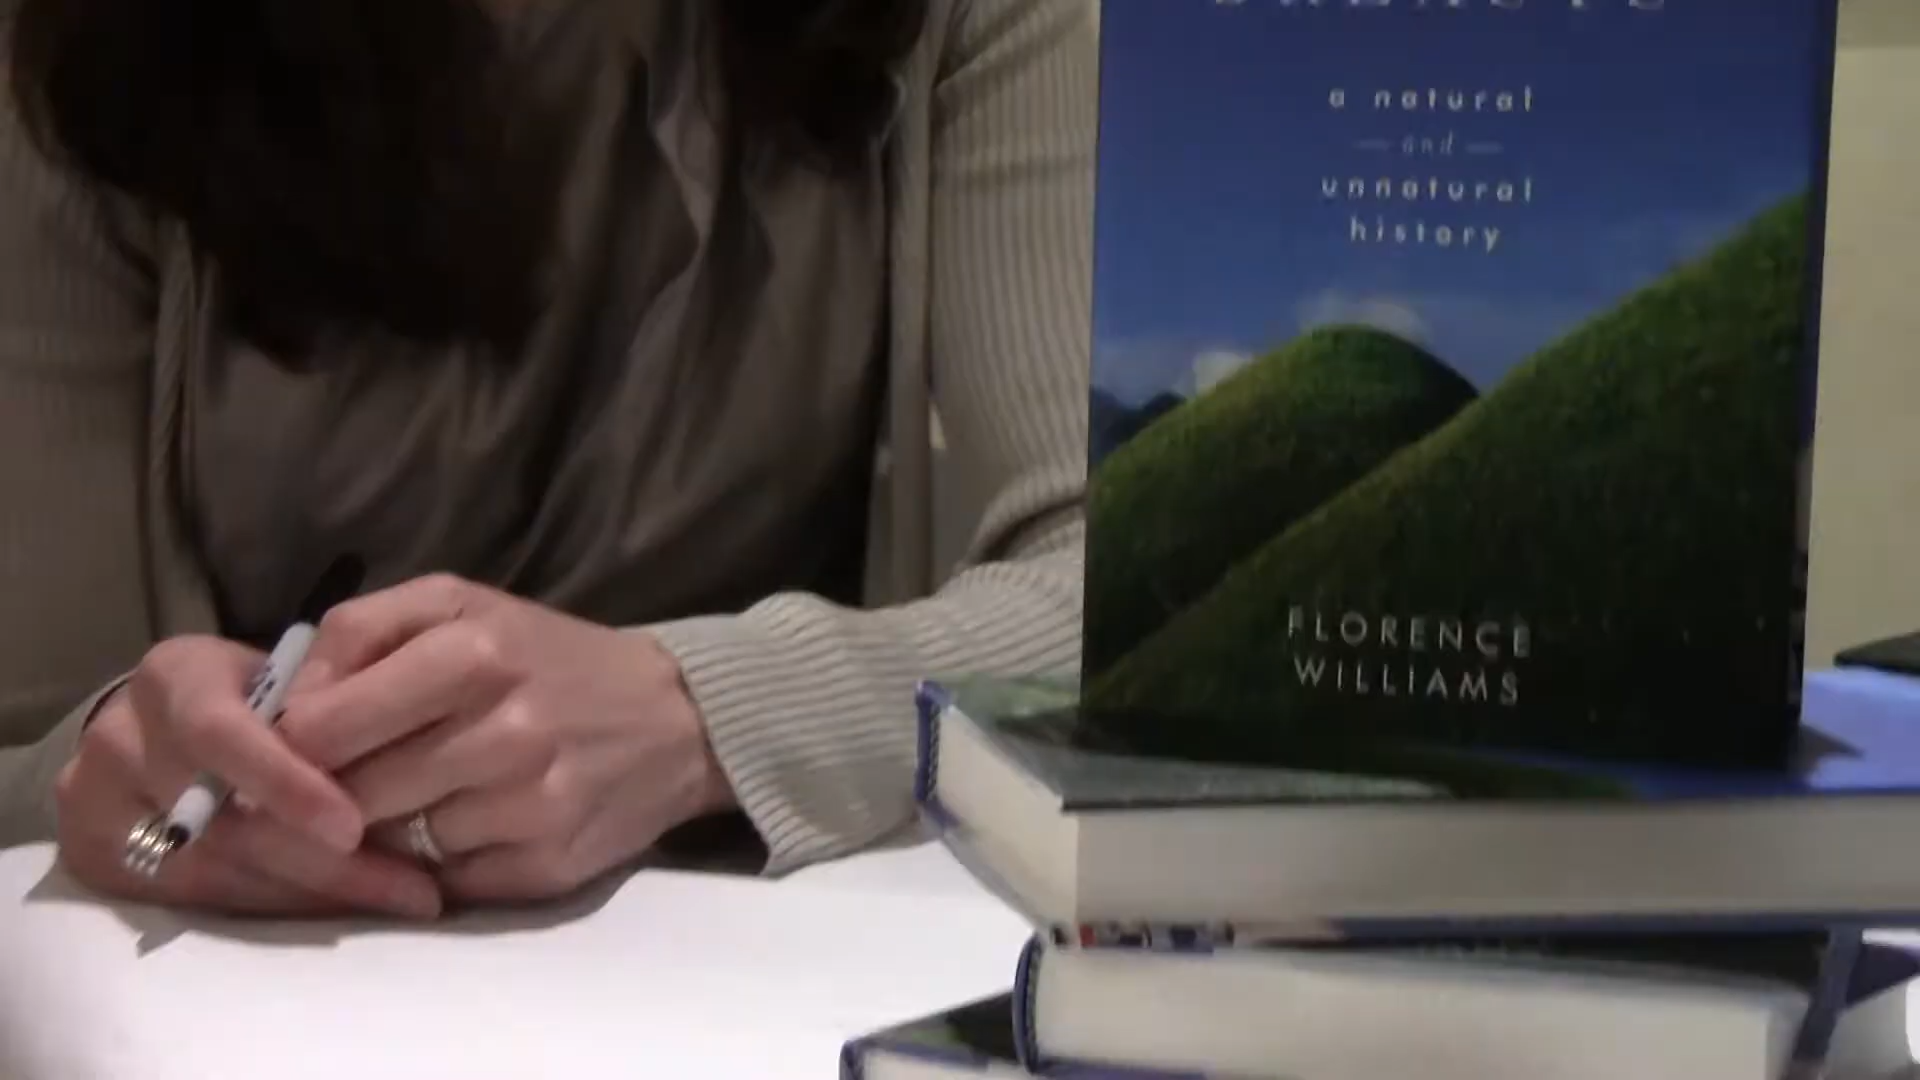 a natural
and
unnatural
history
FLORENCE
WILLIAMS